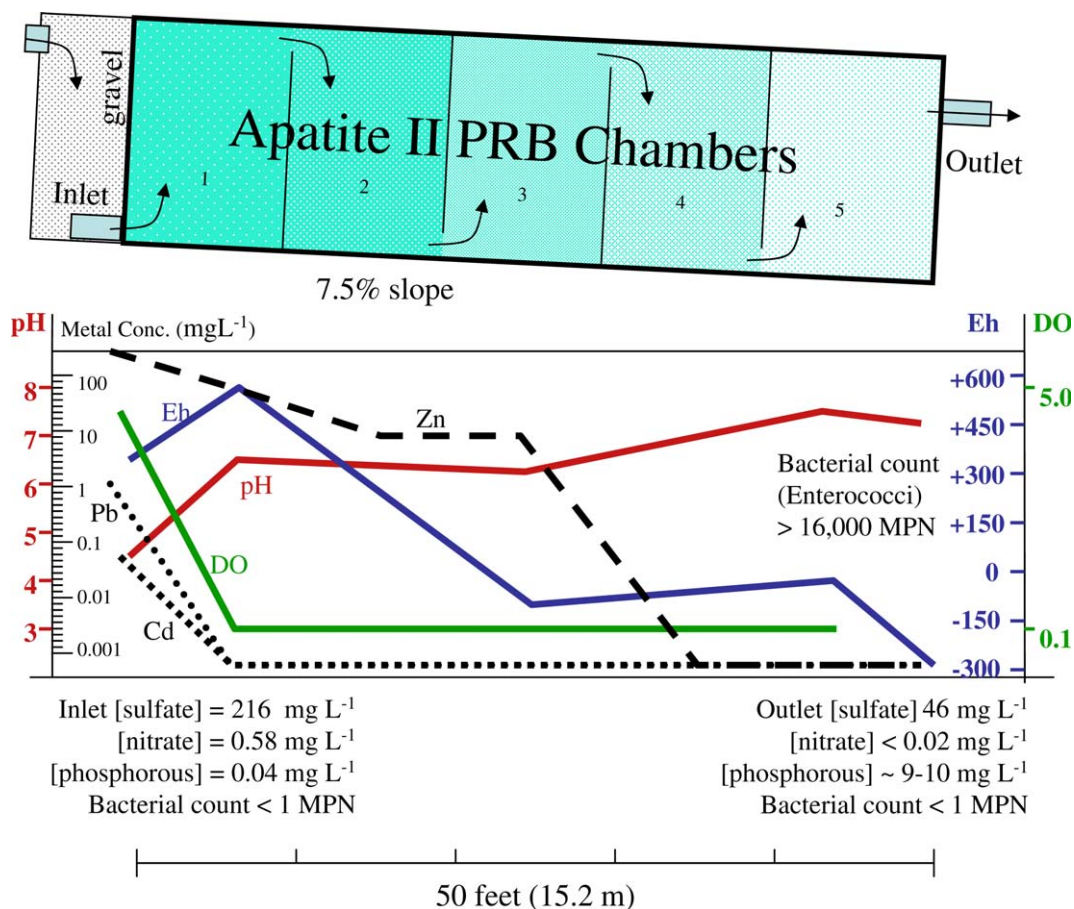 gravel
Inlet
Apatite II PRB Chambers
1
2
3
4
5
Outlet
7.5% slope
pH
Metal Conc. (mgL-1)
Eh
DO
8
7
6
5
4
3
100
10
1
0.1
0.01
0.001
Eh
Zn
pH
Pb
DO
Cd
Bacterial count
(Enterococci)
> 16,000 MPN
+600
+450
+300
+150
0
-150
-300
5.0
0.1
Inlet [sulfate] = 216 mg L-1
[nitrate] = 0.58 mg L-1
[phosphorous] = 0.04 mg L-1
Bacterial count < 1 MPN
Outlet [sulfate] 46 mg L-1
[nitrate] < 0.02 mg L-1
[phosphorous] ~ 9-10 mg L-1
Bacterial count < 1 MPN
50 feet (15.2 m)